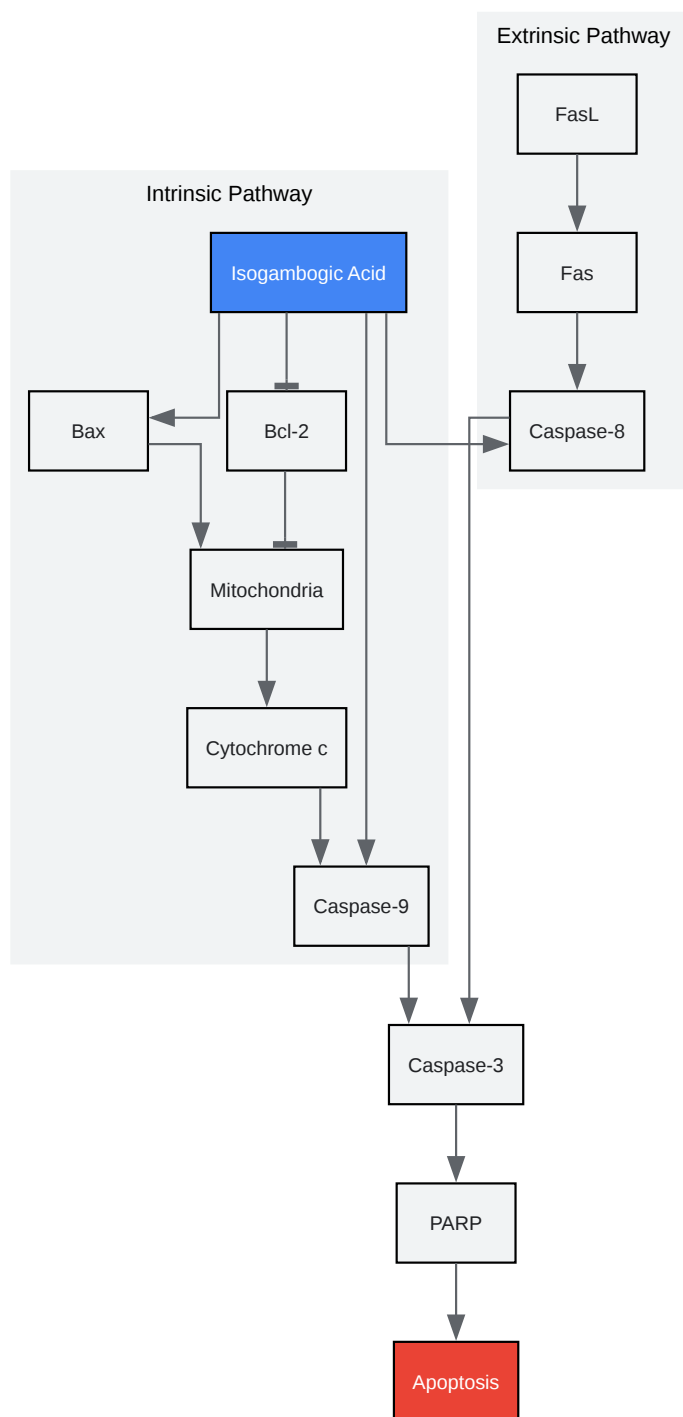 Extrinsic Pathway
FasL
Intrinsic Pathway
Isogambogic Acid
Fas
Bax
Bcl-2
Caspase-8
Mitochondria
Cytochrome c
Caspase-9
Caspase-3
PARP
Apoptosis